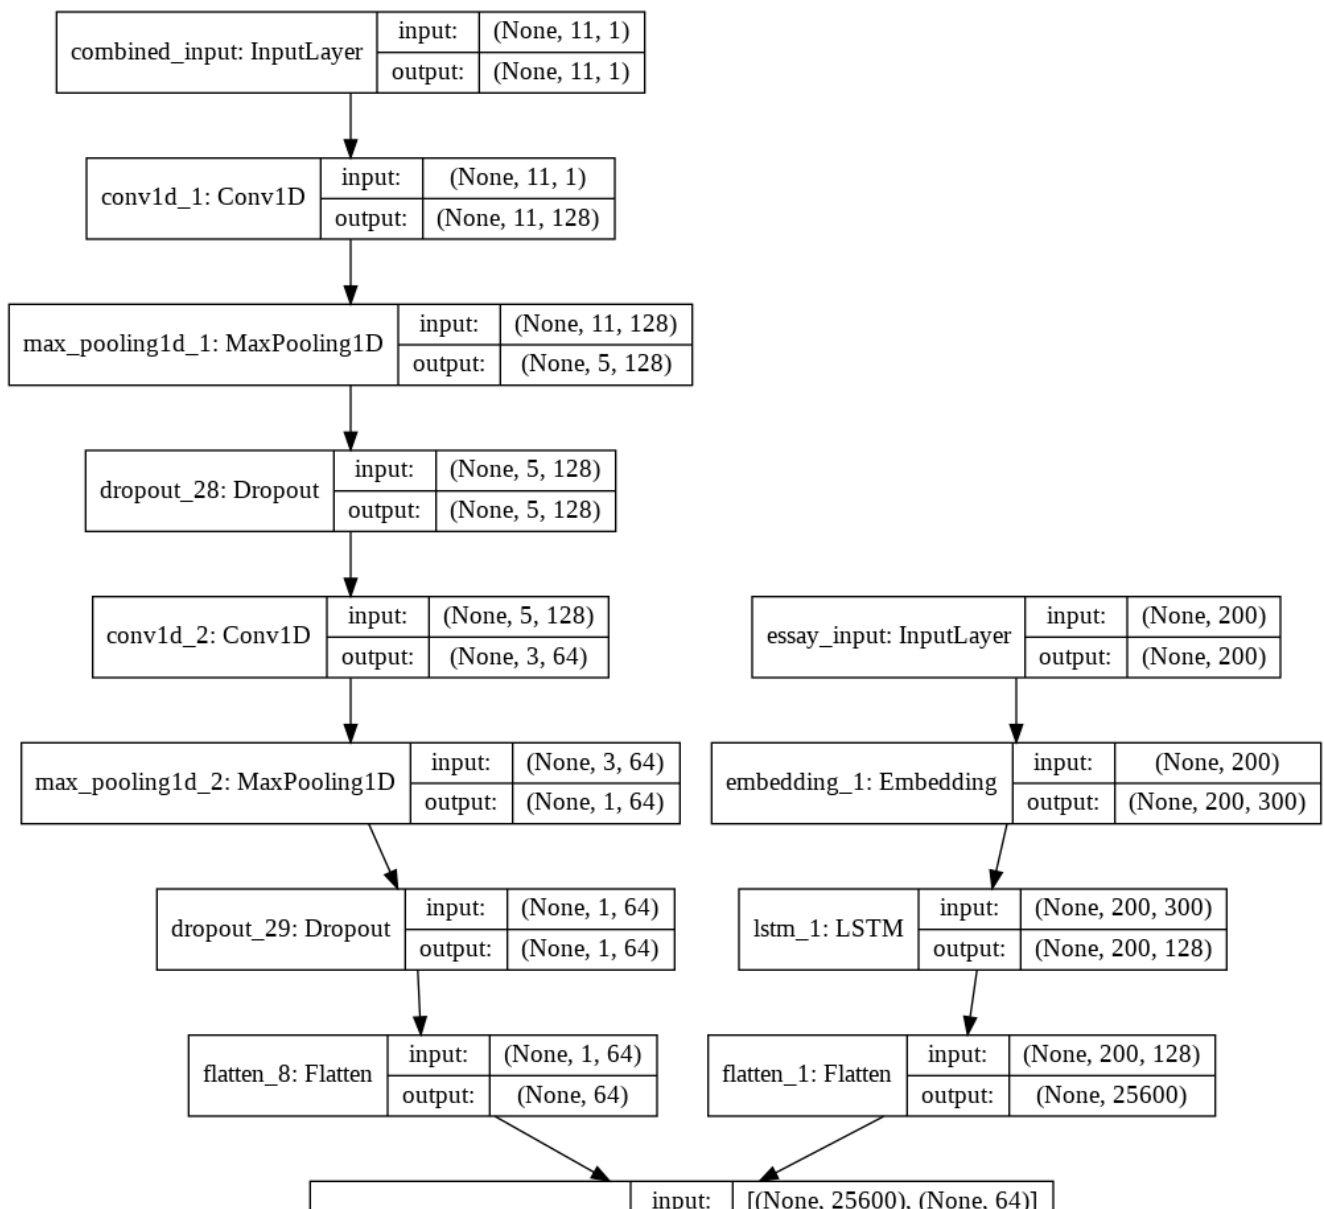 combined_input: InputLayer
input: (None, 11, 1)
output: (None, 11, 1)
conv1d_1: Conv1D
input: (None, 11, 1)
output: (None, 11, 128)
max_pooling1d_1: MaxPooling1D
input: (None, 11, 128)
output: (None, 5, 128)
dropout_28: Dropout
input: (None, 5, 128)
output: (None, 5, 128)
conv1d_2: Conv1D
input: (None, 5, 128)
output: (None, 3, 64)
essay_input: InputLayer
input: (None, 200)
output: (None, 200)
max_pooling1d_2: MaxPooling1D
input: (None, 3, 64)
output: (None, 1, 64)
embedding_1: Embedding
input: (None, 200)
output: (None, 200, 300)
dropout_29: Dropout
input: (None, 1, 64)
output: (None, 1, 64)
lstm_1: LSTM
input: (None, 200, 300)
output: (None, 200, 128)
flatten_8: Flatten
input: (None, 1, 64)
output: (None, 64)
flatten_1: Flatten
input: (None, 200, 128)
output: (None, 25600)
input: [(None, 25600), (None, 64)]